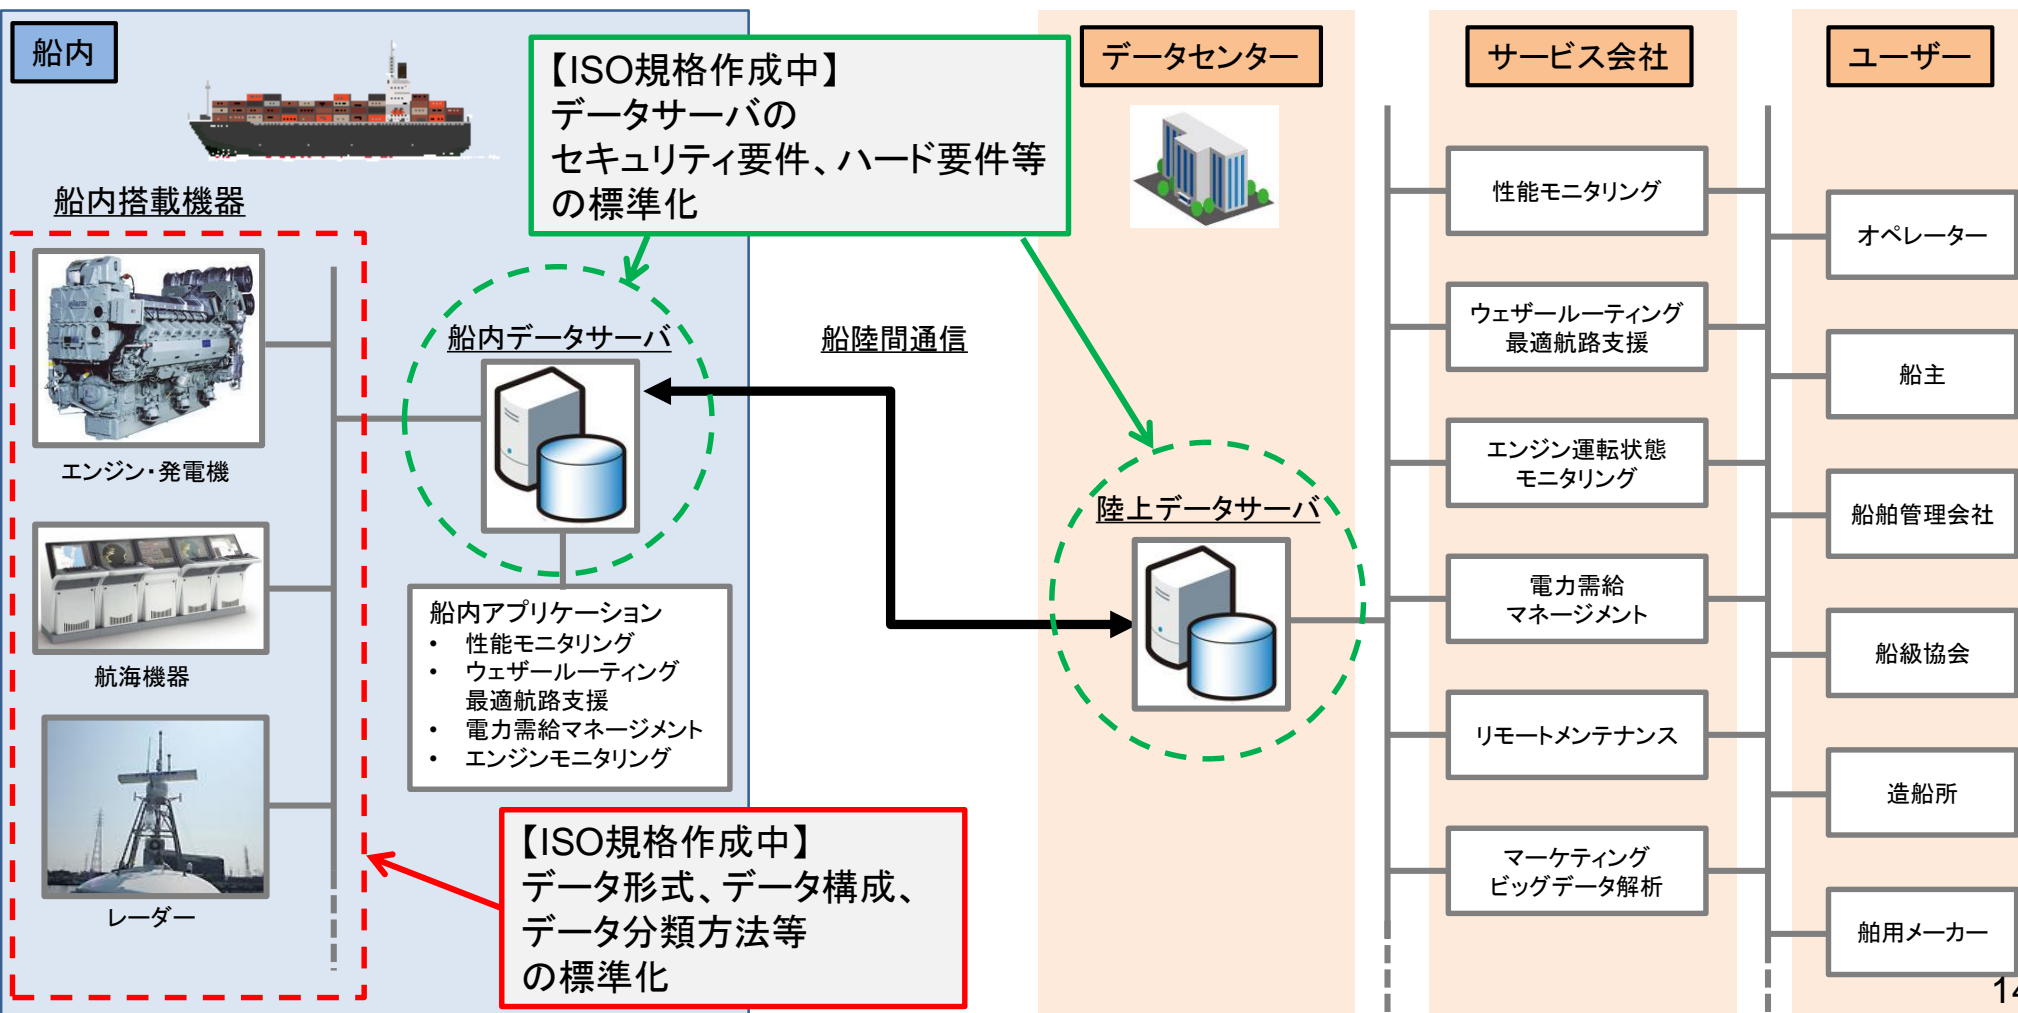 船内
【ISO規格作成中】
データサーバの
セキュリティ要件、ハード要件等
の標準化
データセンター
サービス会社
ユーザー
船内搭載機器
エンジン・発電機
航海機器
レーダー
船内データサーバ
船陸間通信
船内アプリケーション
• 性能モニタリング
• ウェザールーティング
最適航路支援
• 電力需給マネージメント
• エンジンモニタリング
【ISO規格作成中】
データ形式、データ構成、
データ分類方法等
の標準化
陸上データサーバ
性能モニタリング
ウェザールーティング
最適航路支援
エンジン運転状態
モニタリング
電力需給
マネージメント
リモートメンテナンス
マーケティング
ビッグデータ解析
オペレーター
船主
船舶管理会社
船級協会
造船所
舶用メーカー
14